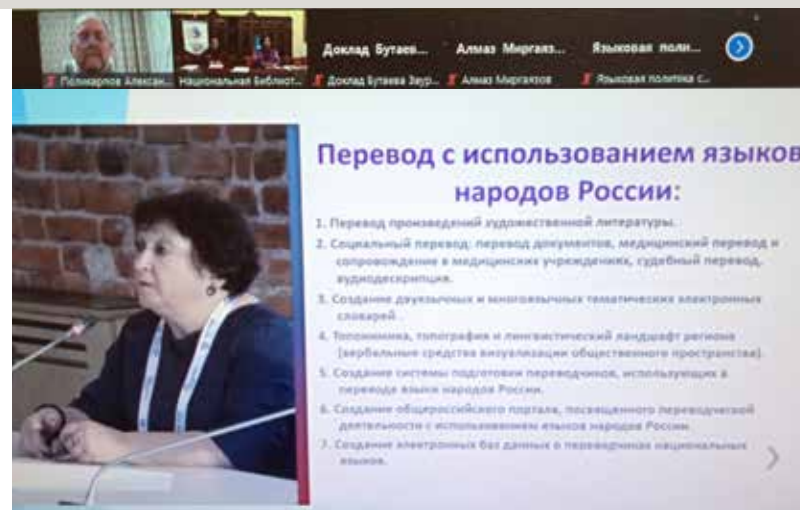 Доклад Бутаев... Алмаз Миргаяз... Языковая поли...
Поликарпов Алексан... Национальная Библиот... Доклад Бутаева Заур... Алмаз Миргаязов Языковая политика с...
Перевод с использованием языков
народов России:
1. Перевод произведений художественной литературы.
2. Социальный перевод: перевод документов, медицинский перевод и
сопровождение в медицинских учреждениях, судебный перевод,
аудиодескрипция.
3. Создание двуязычных и многоязычных тематических электронных
словарей.
4. Топонимика, топография и лингвистический ландшафт региона
(вербальные средства визуализации общественного пространства).
5. Создание системы подготовки переводчиков, использующих в
переводе языки народов России.
6. Создание общероссийского портала, посвященного переводческой
деятельности с использованием языков народов России
7. Создание электронных баз данных о переводчиках национальных
языков.